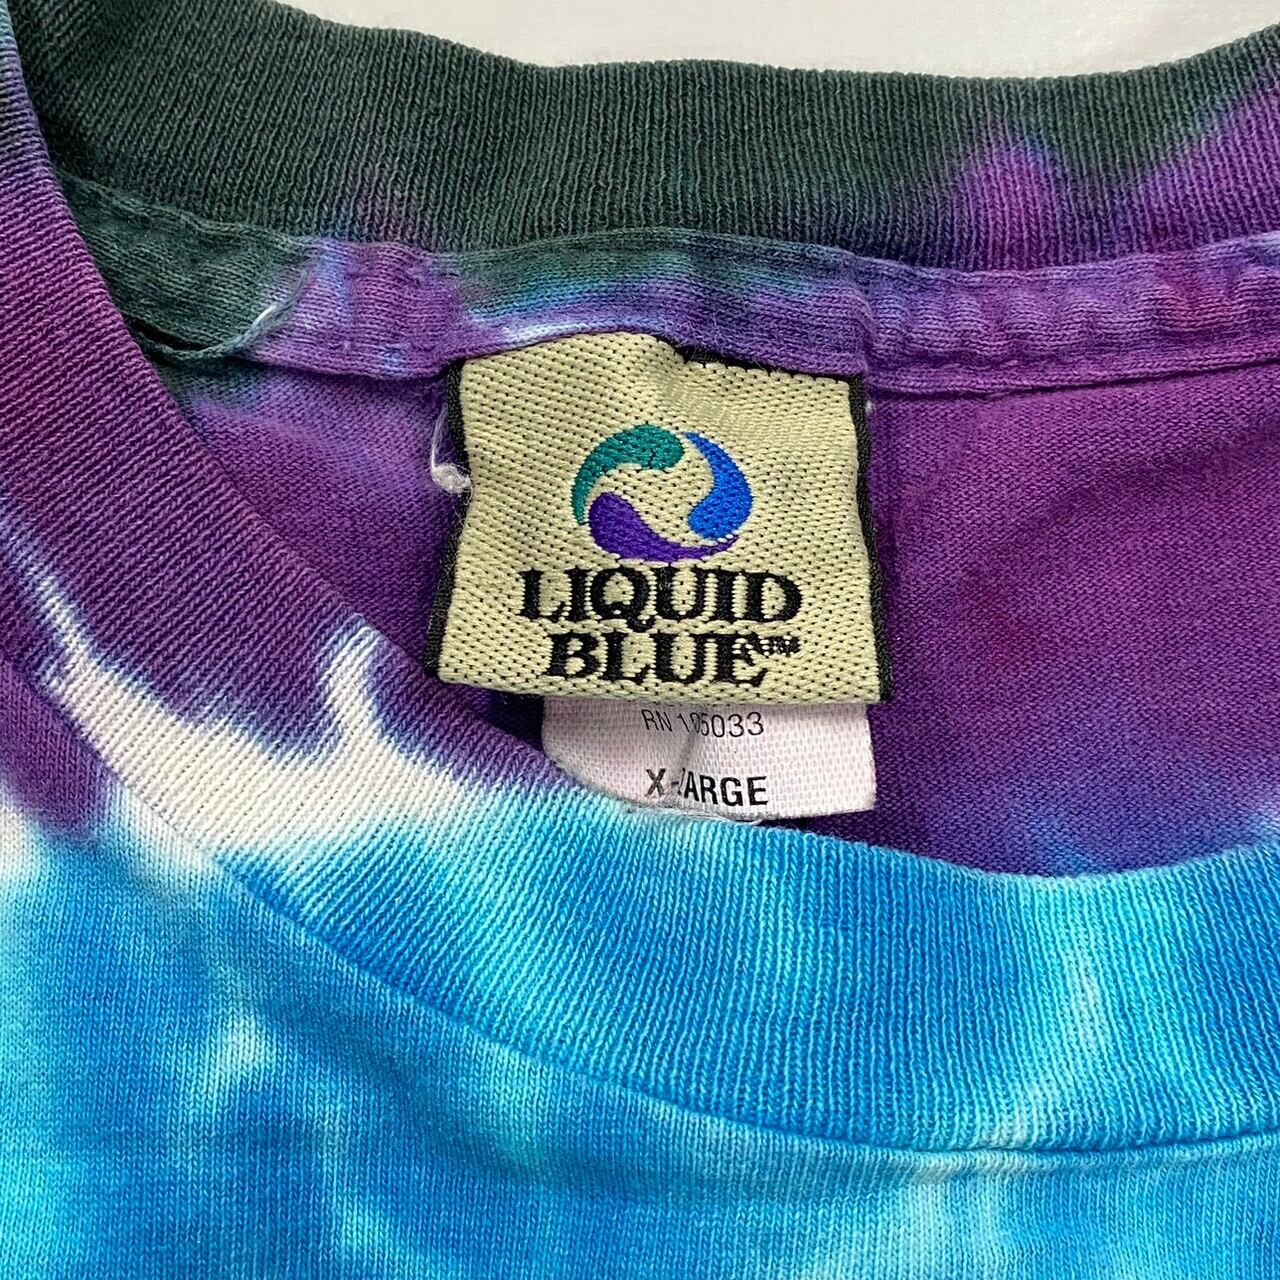 LIQUID
BLUE™
RN 105033
X-LARGE